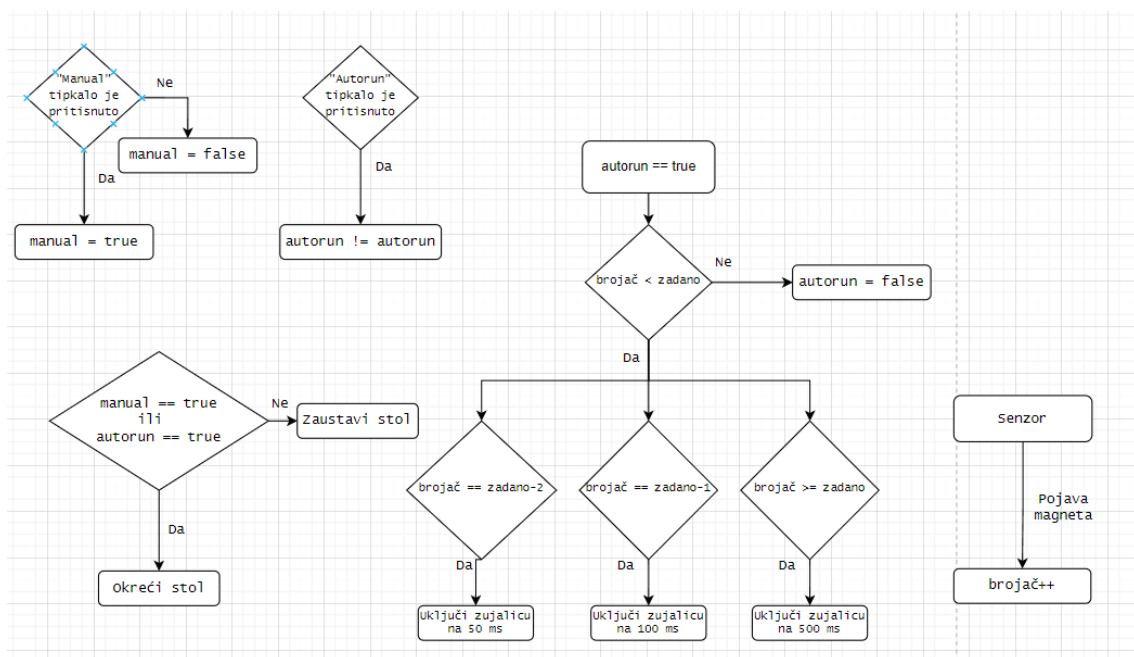 "Manual"
tipkalo je
pritisnuto
Ne
manual = false
Da
manual = true
"Autorun"
tipkalo je
pritisnuto
Da
autorun != autorun
autorun == true
brojač < zadano
Ne
autorun = false
Da
brojač == zadano-2
Da
Uključi zujalicu
na 50 ms
brojač == zadano-1
Da
Uključi zujalicu
na 100 ms
brojač >= zadano
Da
Uključi zujalicu
na 500 ms
manual == true
ili
autorun == true
Ne
Zaustavi stol
Da
Okreći stol
Senzor
Pojava
magneta
brojač++